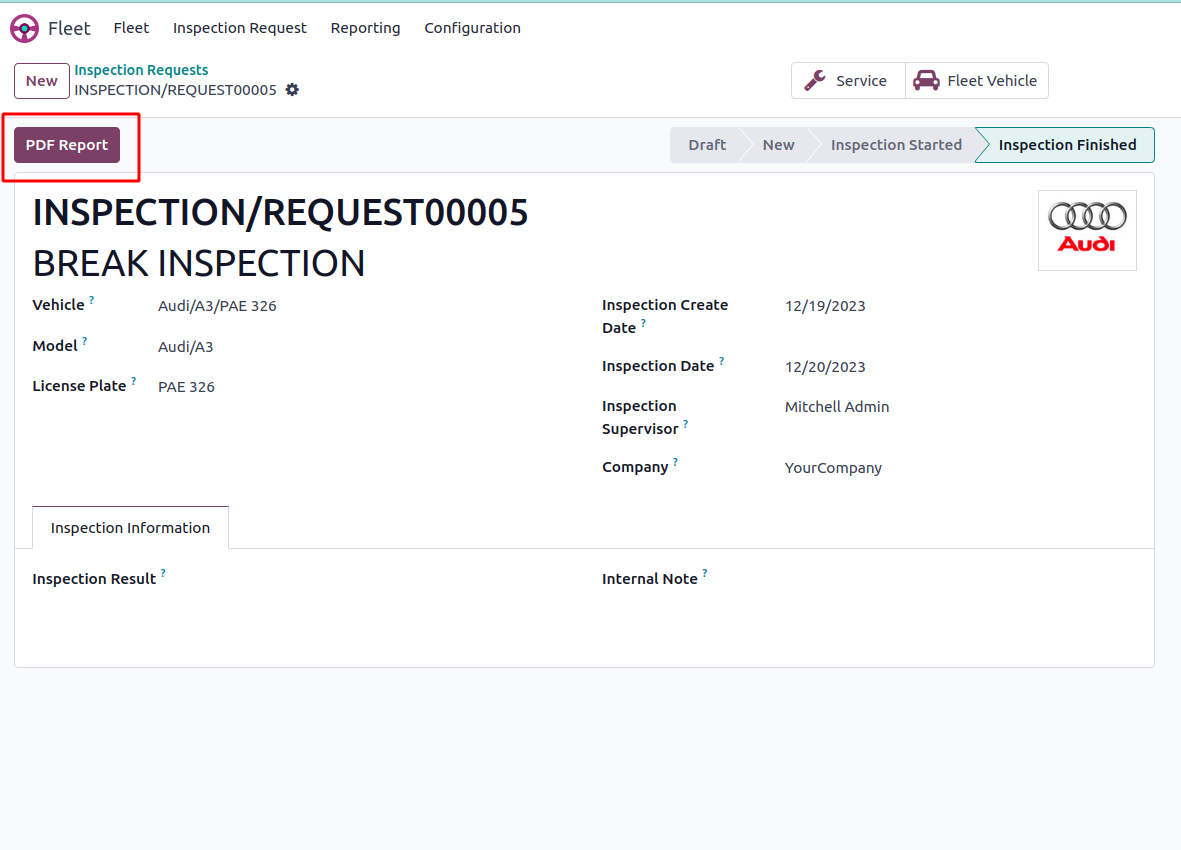 Fleet Fleet Inspection Request Reporting Configuration
New Inspection Requests
INSPECTION/REQUEST00005
Service Fleet Vehicle
PDF Report
Draft New Inspection Started Inspection Finished
INSPECTION/REQUEST00005
Audi
BREAK INSPECTION
Vehicle ? Audi/A3/PAE 326
Model ? Audi/A3
License Plate ? PAE 326
Inspection Create
Date ? 12/19/2023
Inspection Date ? 12/20/2023
Inspection
Supervisor ? Mitchell Admin
Company ? YourCompany
Inspection Information
Inspection Result ? Internal Note ?